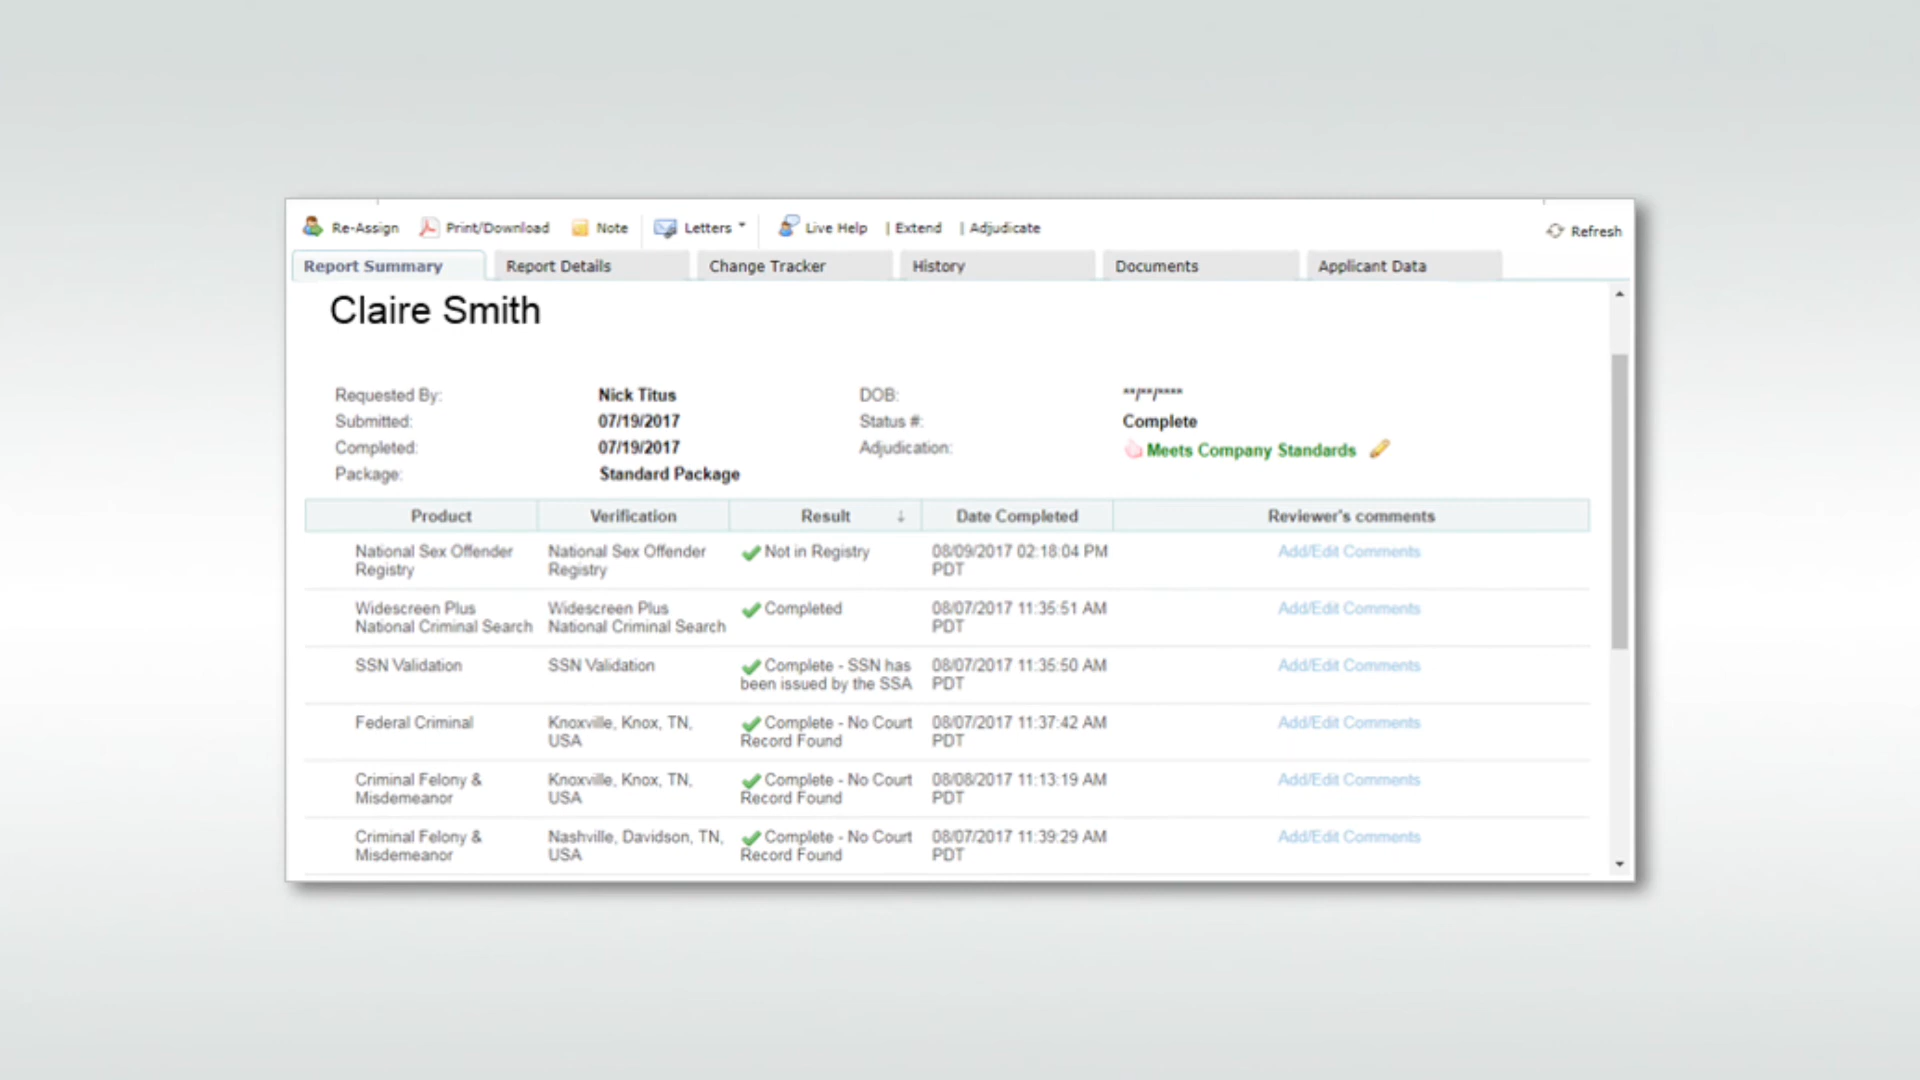 Re-Assign Print/Download Note Letters Live Help | Extend | Adjudicate Refresh
Report Summary Report Details Change Tracker History Documents Applicant Data
Claire Smith
Requested By: Nick Titus DOB: **/**/****
Submitted: 07/19/2017 Status #: Complete
Completed: 07/19/2017 Adjudication: Meets Company Standards
Package: Standard Package
Product Verification Result ↓ Date Completed Reviewer's comments
National Sex Offender National Sex Offender Not in Registry 08/09/2017 02:18:04 PM Add/Edit Comments
Registry Registry PDT
Widescreen Plus Widescreen Plus Completed 08/07/2017 11:35:51 AM Add/Edit Comments
National Criminal Search National Criminal Search PDT
SSN Validation SSN Validation Complete - SSN has 08/07/2017 11:35:50 AM Add/Edit Comments
been issued by the SSA PDT
Federal Criminal Knoxville, Knox, TN, Complete - No Court 08/07/2017 11:37:42 AM Add/Edit Comments
USA Record Found PDT
Criminal Felony & Knoxville, Knox, TN, Complete - No Court 08/08/2017 11:13:19 AM Add/Edit Comments
Misdemeanor USA Record Found PDT
Criminal Felony & Nashville, Davidson, TN, Complete - No Court 08/07/2017 11:39:29 AM Add/Edit Comments
Misdemeanor USA Record Found PDT